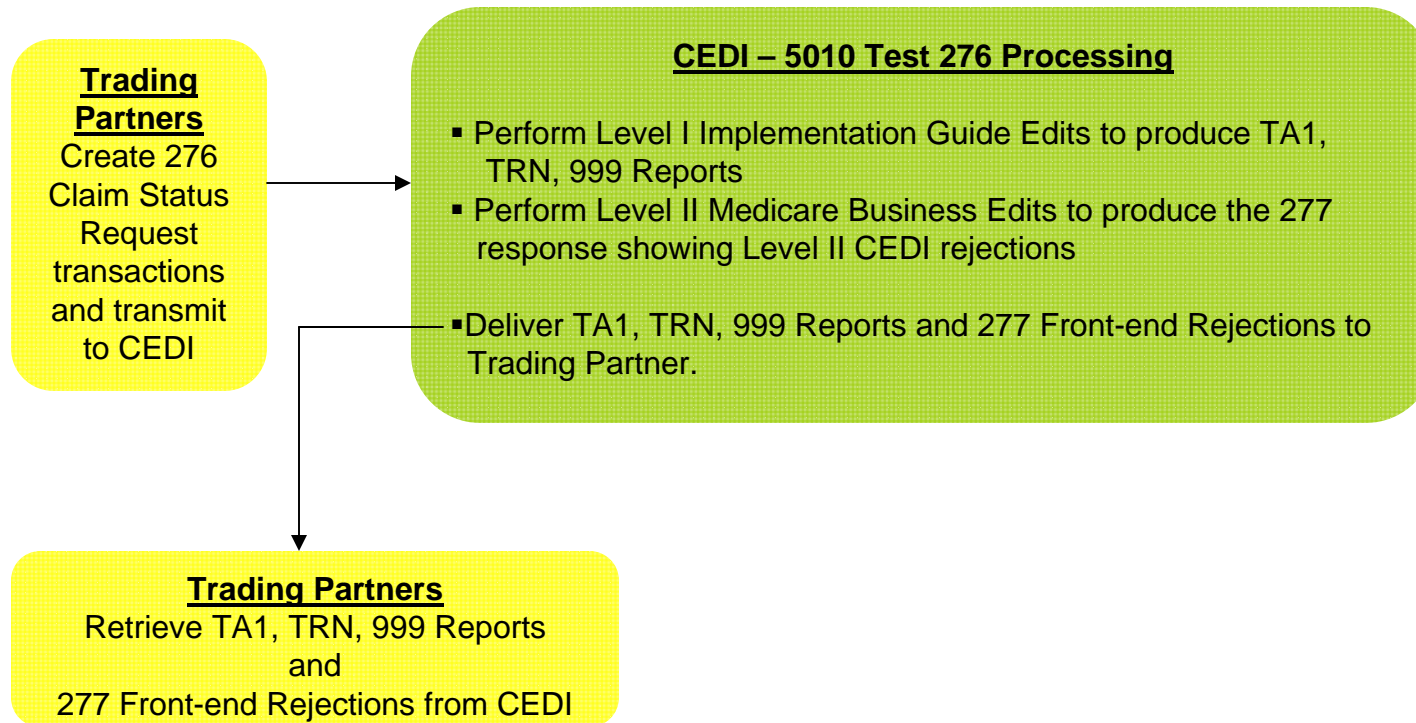 Trading
Partners
Create 276
Claim Status
Request
transactions
and transmit
to CEDI
CEDI – 5010 Test 276 Processing
▪ Perform Level I Implementation Guide Edits to produce TA1,
TRN, 999 Reports
▪ Perform Level II Medicare Business Edits to produce the 277
response showing Level II CEDI rejections
▪Deliver TA1, TRN, 999 Reports and 277 Front-end Rejections to
Trading Partner.
Trading Partners
Retrieve TA1, TRN, 999 Reports
and
277 Front-end Rejections from CEDI